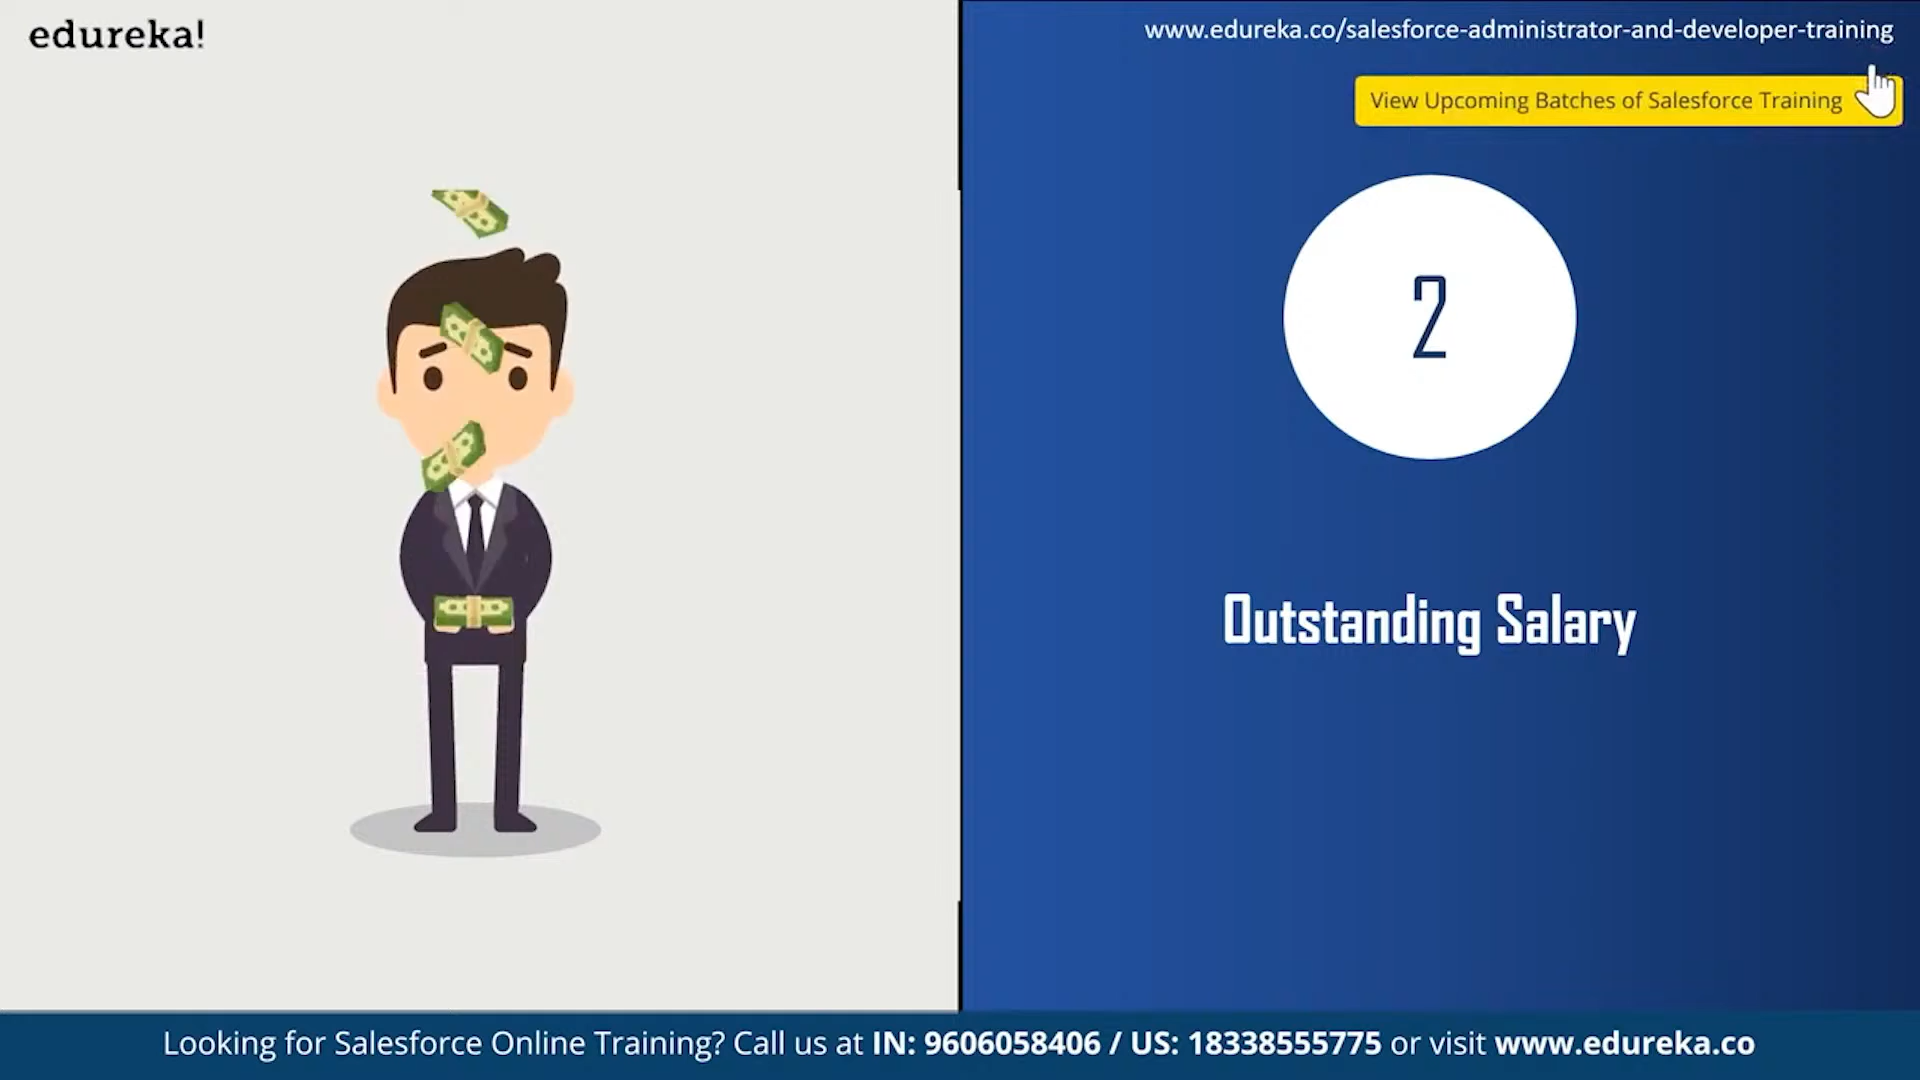 edureka!
www.edureka.co/salesforce-administrator-and-developer-training
View Upcoming Batches of Salesforce Training
2
Outstanding Salary
Looking for Salesforce Online Training? Call us at IN: 9606058406 / US: 18338555775 or visit www.edureka.co